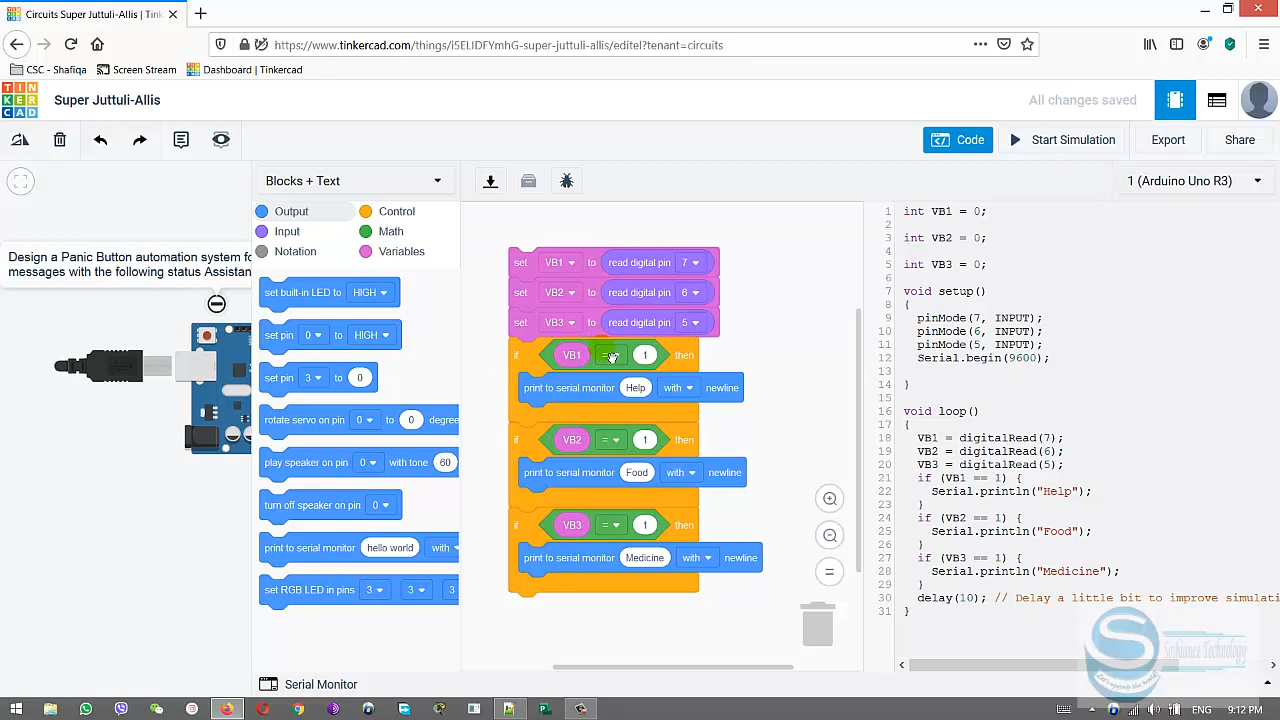 Circuits Super Juttuli-Allis | Tink
https://www.tinkercad.com/things/i5ELIDFYmhG-super-juttuli-allis/editel?tenant=circuits
CSC - Shafiqa Screen Stream Dashboard | Tinkercad
TIN
KER
CAD
Super Juttuli-Allis
All changes saved
Code
Start Simulation
Export
Share
Design a Panic Button automation system fo
messages with the following status Assistan
Blocks + Text
1 (Arduino Uno R3)
Output
Control
Input
Math
Notation
Variables
set built-in LED to HIGH
set pin 0 to HIGH
set pin 3 to 0
rotate servo on pin 0 to 0 degree
play speaker on pin 0 with tone 60
turn off speaker on pin 0
print to serial monitor hello world with
set RGB LED in pins 3 3 3
set VB1 to read digital pin 7
set VB2 to read digital pin 6
set VB3 to read digital pin 5
if VB1 = 1 then
print to serial monitor Help with newline
if VB2 = 1 then
print to serial monitor Food with newline
if VB3 = 1 then
print to serial monitor Medicine with newline
1 int VB1 = 0;
2
3 int VB2 = 0;
4
5 int VB3 = 0;
6
7 void setup()
8 {
9 pinMode(7, INPUT);
10 pinMode(6, INPUT);
11 pinMode(5, INPUT);
12 Serial.begin(9600);
13
14 }
15
16 void loop()
17 {
18 VB1 = digitalRead(7);
19 VB2 = digitalRead(6);
20 VB3 = digitalRead(5);
21 if (VB1 == 1) {
22 Serial.println("Help");
23 }
24 if (VB2 == 1) {
25 Serial.println("Food");
26 }
27 if (VB3 == 1) {
28 Serial.println("Medicine");
29 }
30 delay(10); // Delay a little bit to improve simulati
31 }
Serial Monitor
Technology
ENG 9:12 PM